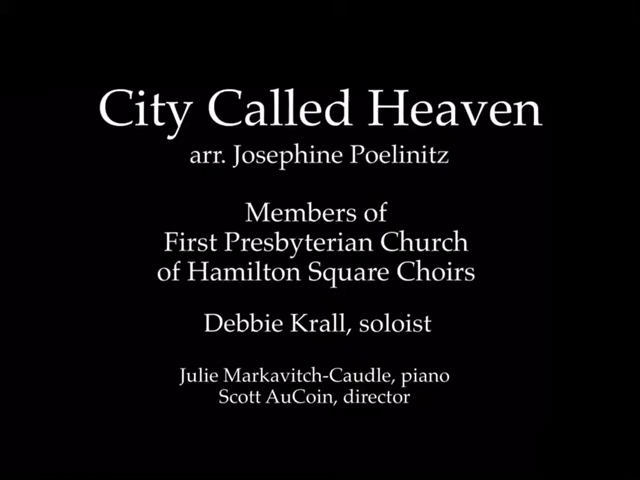 City Called Heaven
arr. Josephine Poelinitz
Members of
First Presbyterian Church
of Hamilton Square Choirs
Debbie Krall, soloist
Julie Markavitch-Caudle, piano
Scott AuCoin, director